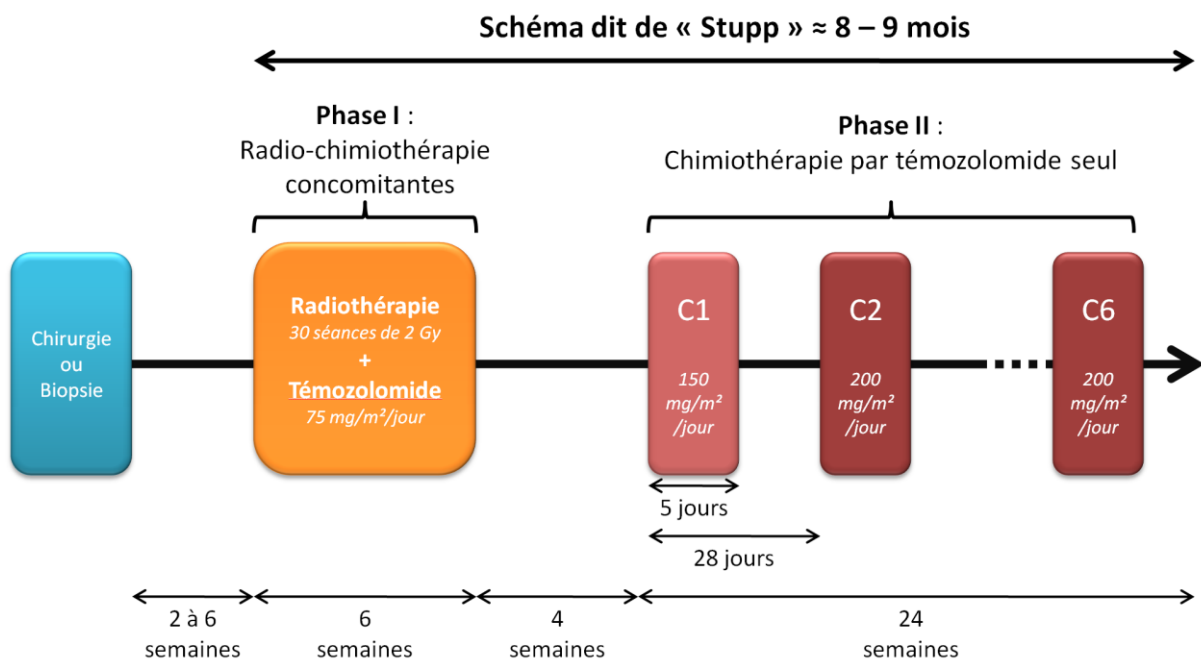 Schéma dit de « Stupp » ≈ 8 – 9 mois
Phase I :
Radio-chimiothérapie
concomitantes
Phase II :
Chimiothérapie par témozolomide seul
Chirurgie
ou
Biopsie
Radiothérapie
30 séances de 2 Gy
+
Témozolomide
75 mg/m²/jour
C1
150
mg/m²
/jour
C2
200
mg/m²
/jour
C6
200
mg/m²
/jour
5 jours
28 jours
2 à 6
semaines
6
semaines
4
semaines
24
semaines